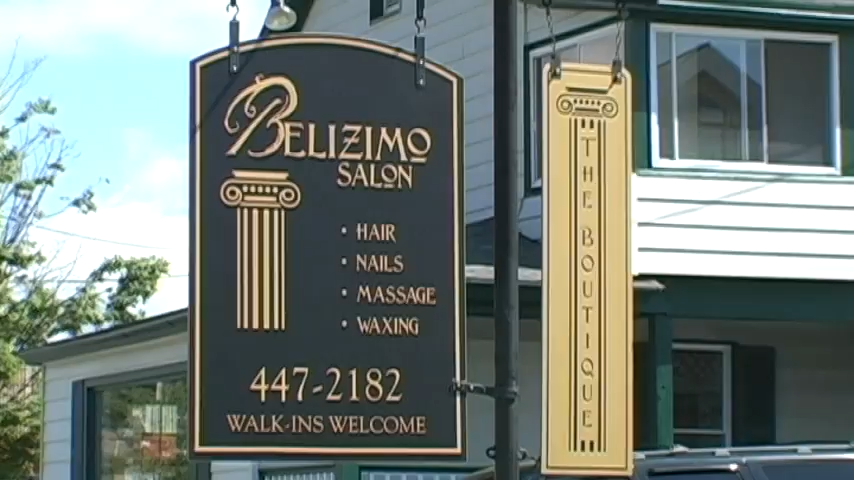 BELIZIMO
SALON
• HAIR
• NAILS
• MASSAGE
• WAXING
447-2182
WALK-INS WELCOME
THE BOUTIQUE